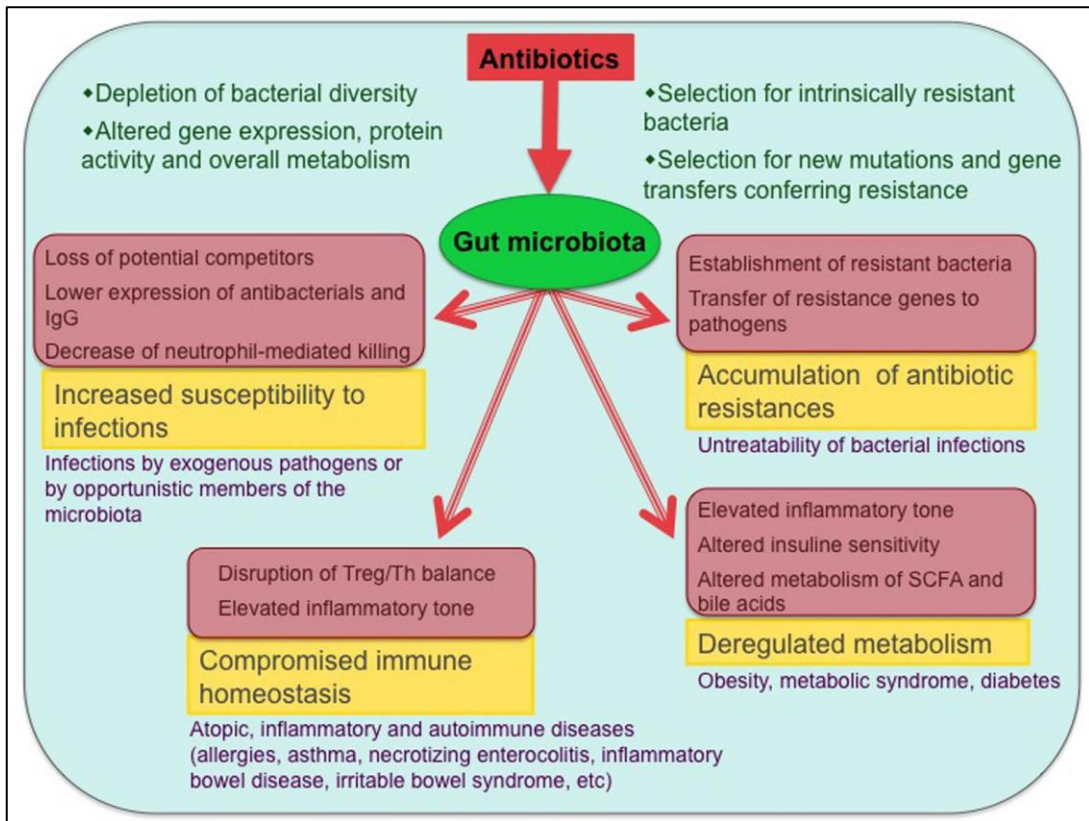 Antibiotics
◆Depletion of bacterial diversity
◆Altered gene expression, protein
activity and overall metabolism
◆Selection for intrinsically resistant
bacteria
◆Selection for new mutations and gene
transfers conferring resistance
Gut microbiota
Loss of potential competitors
Lower expression of antibacterials and
IgG
Decrease of neutrophil-mediated killing
Increased susceptibility to
infections
Infections by exogenous pathogens or
by opportunistic members of the
microbiota
Establishment of resistant bacteria
Transfer of resistance genes to
pathogens
Accumulation of antibiotic
resistances
Untreatability of bacterial infections
Disruption of Treg/Th balance
Elevated inflammatory tone
Compromised immune
homeostasis
Atopic, inflammatory and autoimmune diseases
(allergies, asthma, necrotizing enterocolitis, inflammatory
bowel disease, irritable bowel syndrome, etc)
Elevated inflammatory tone
Altered insuline sensitivity
Altered metabolism of SCFA and
bile acids
Deregulated metabolism
Obesity, metabolic syndrome, diabetes